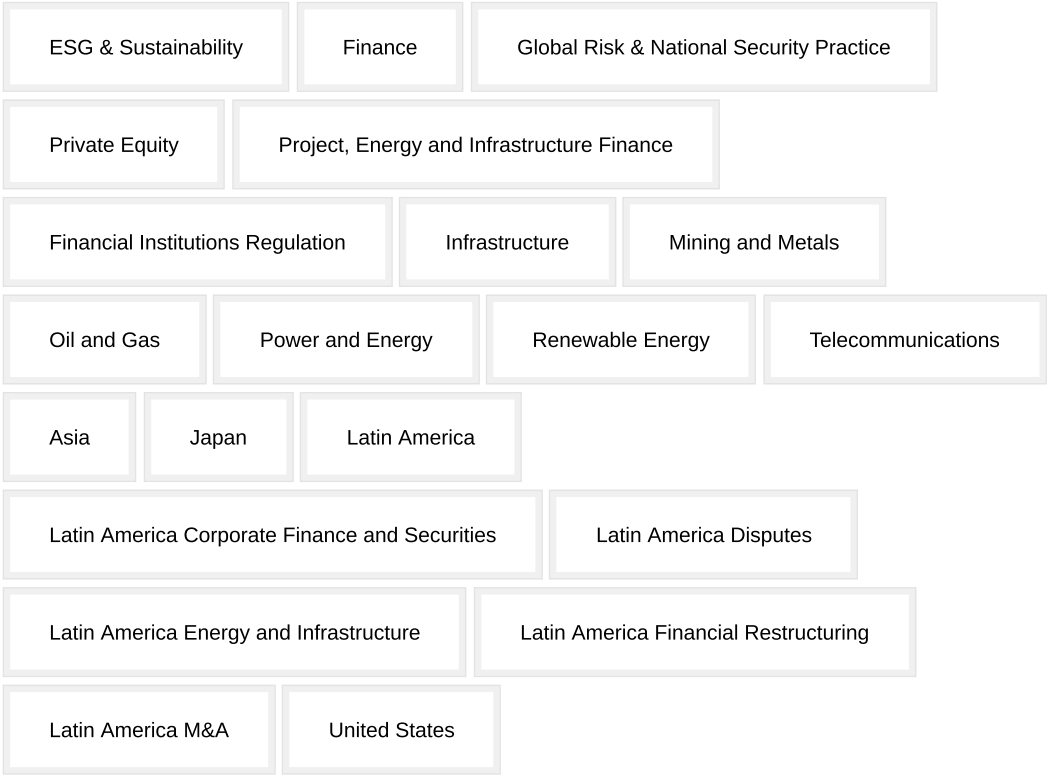 ESG & Sustainability Finance Global Risk & National Security Practice
Private Equity Project, Energy and Infrastructure Finance
Financial Institutions Regulation Infrastructure Mining and Metals
Oil and Gas Power and Energy Renewable Energy Telecommunications
Asia Japan Latin America
Latin America Corporate Finance and Securities Latin America Disputes
Latin America Energy and Infrastructure Latin America Financial Restructuring
Latin America M&A United States